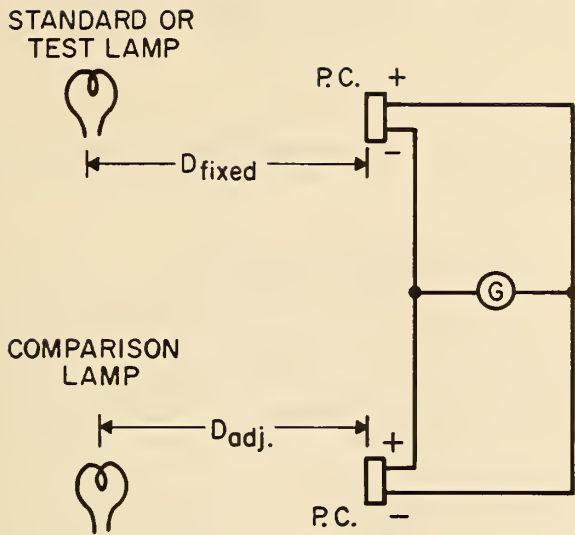 STANDARD OR
TEST LAMP
P.C. +
−
D fixed
G
COMPARISON
LAMP
D adj.
+
P.C. −